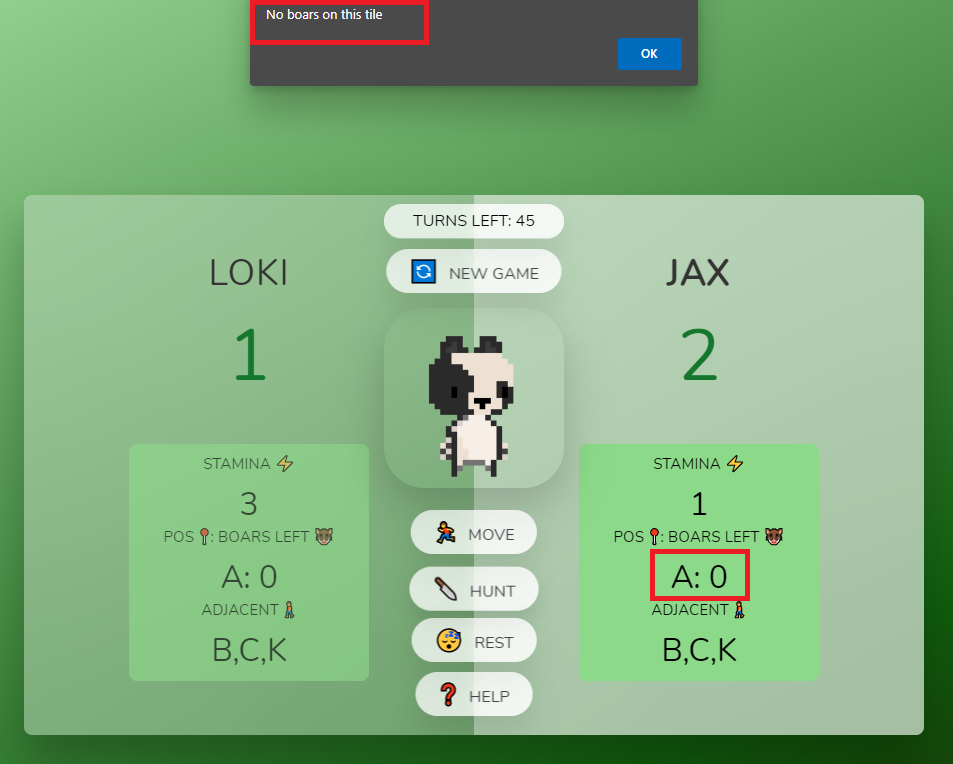 No boars on this tile
OK
TURNS LEFT: 45
NEW GAME
LOKI
1
STAMINA
3
POS : BOARS LEFT
A: 0
ADJACENT
B,C,K
MOVE
HUNT
REST
HELP
JAX
2
STAMINA
1
POS : BOARS LEFT
A: 0
ADJACENT
B,C,K